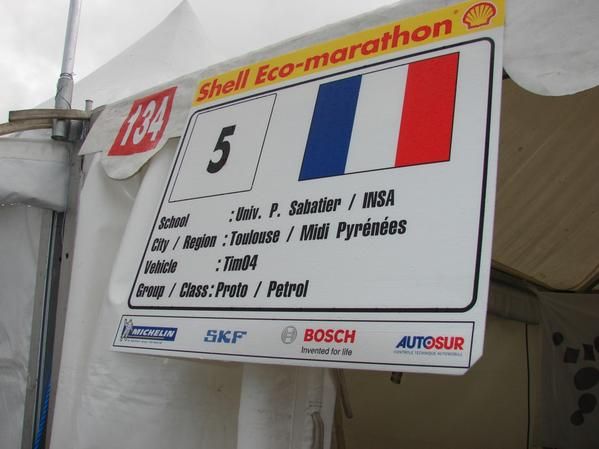 Shell Eco-marathon
134
5
School : Univ. P. Sabatier / INSA
City / Region : Toulouse / Midi Pyrénées
Vehicle : Tim04
Group / Class : Proto / Petrol
MICHELIN SKF BOSCH AUTOSUR
Invented for life CONTROLE TECHNIQUE AUTOMOBILE